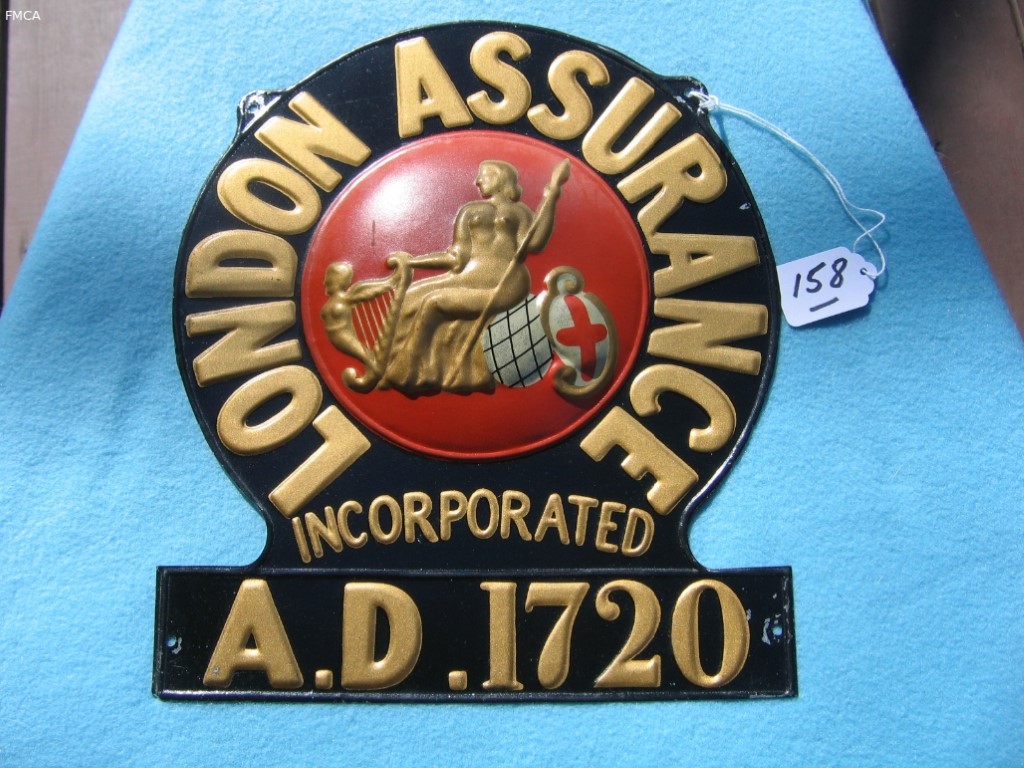 FMCA
LONDON ASSURANCE
INCORPORATED
A.D.1720
158